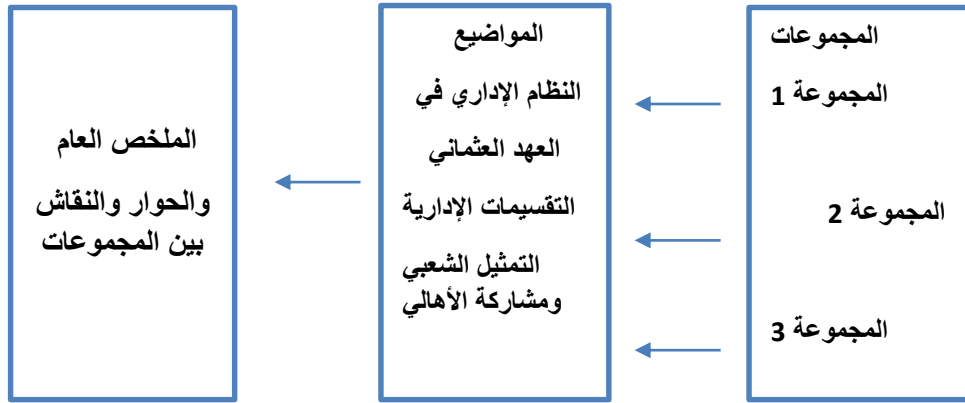 المجموعات
المجموعة 1
المجموعة 2
المجموعة 3
المواضيع
النظام الإداري في
العهد العثماني
التقسيمات الإدارية
التمثيل الشعبي
ومشاركة الأهالي
الملخص العام
والحوار والنقاش
بين المجموعات